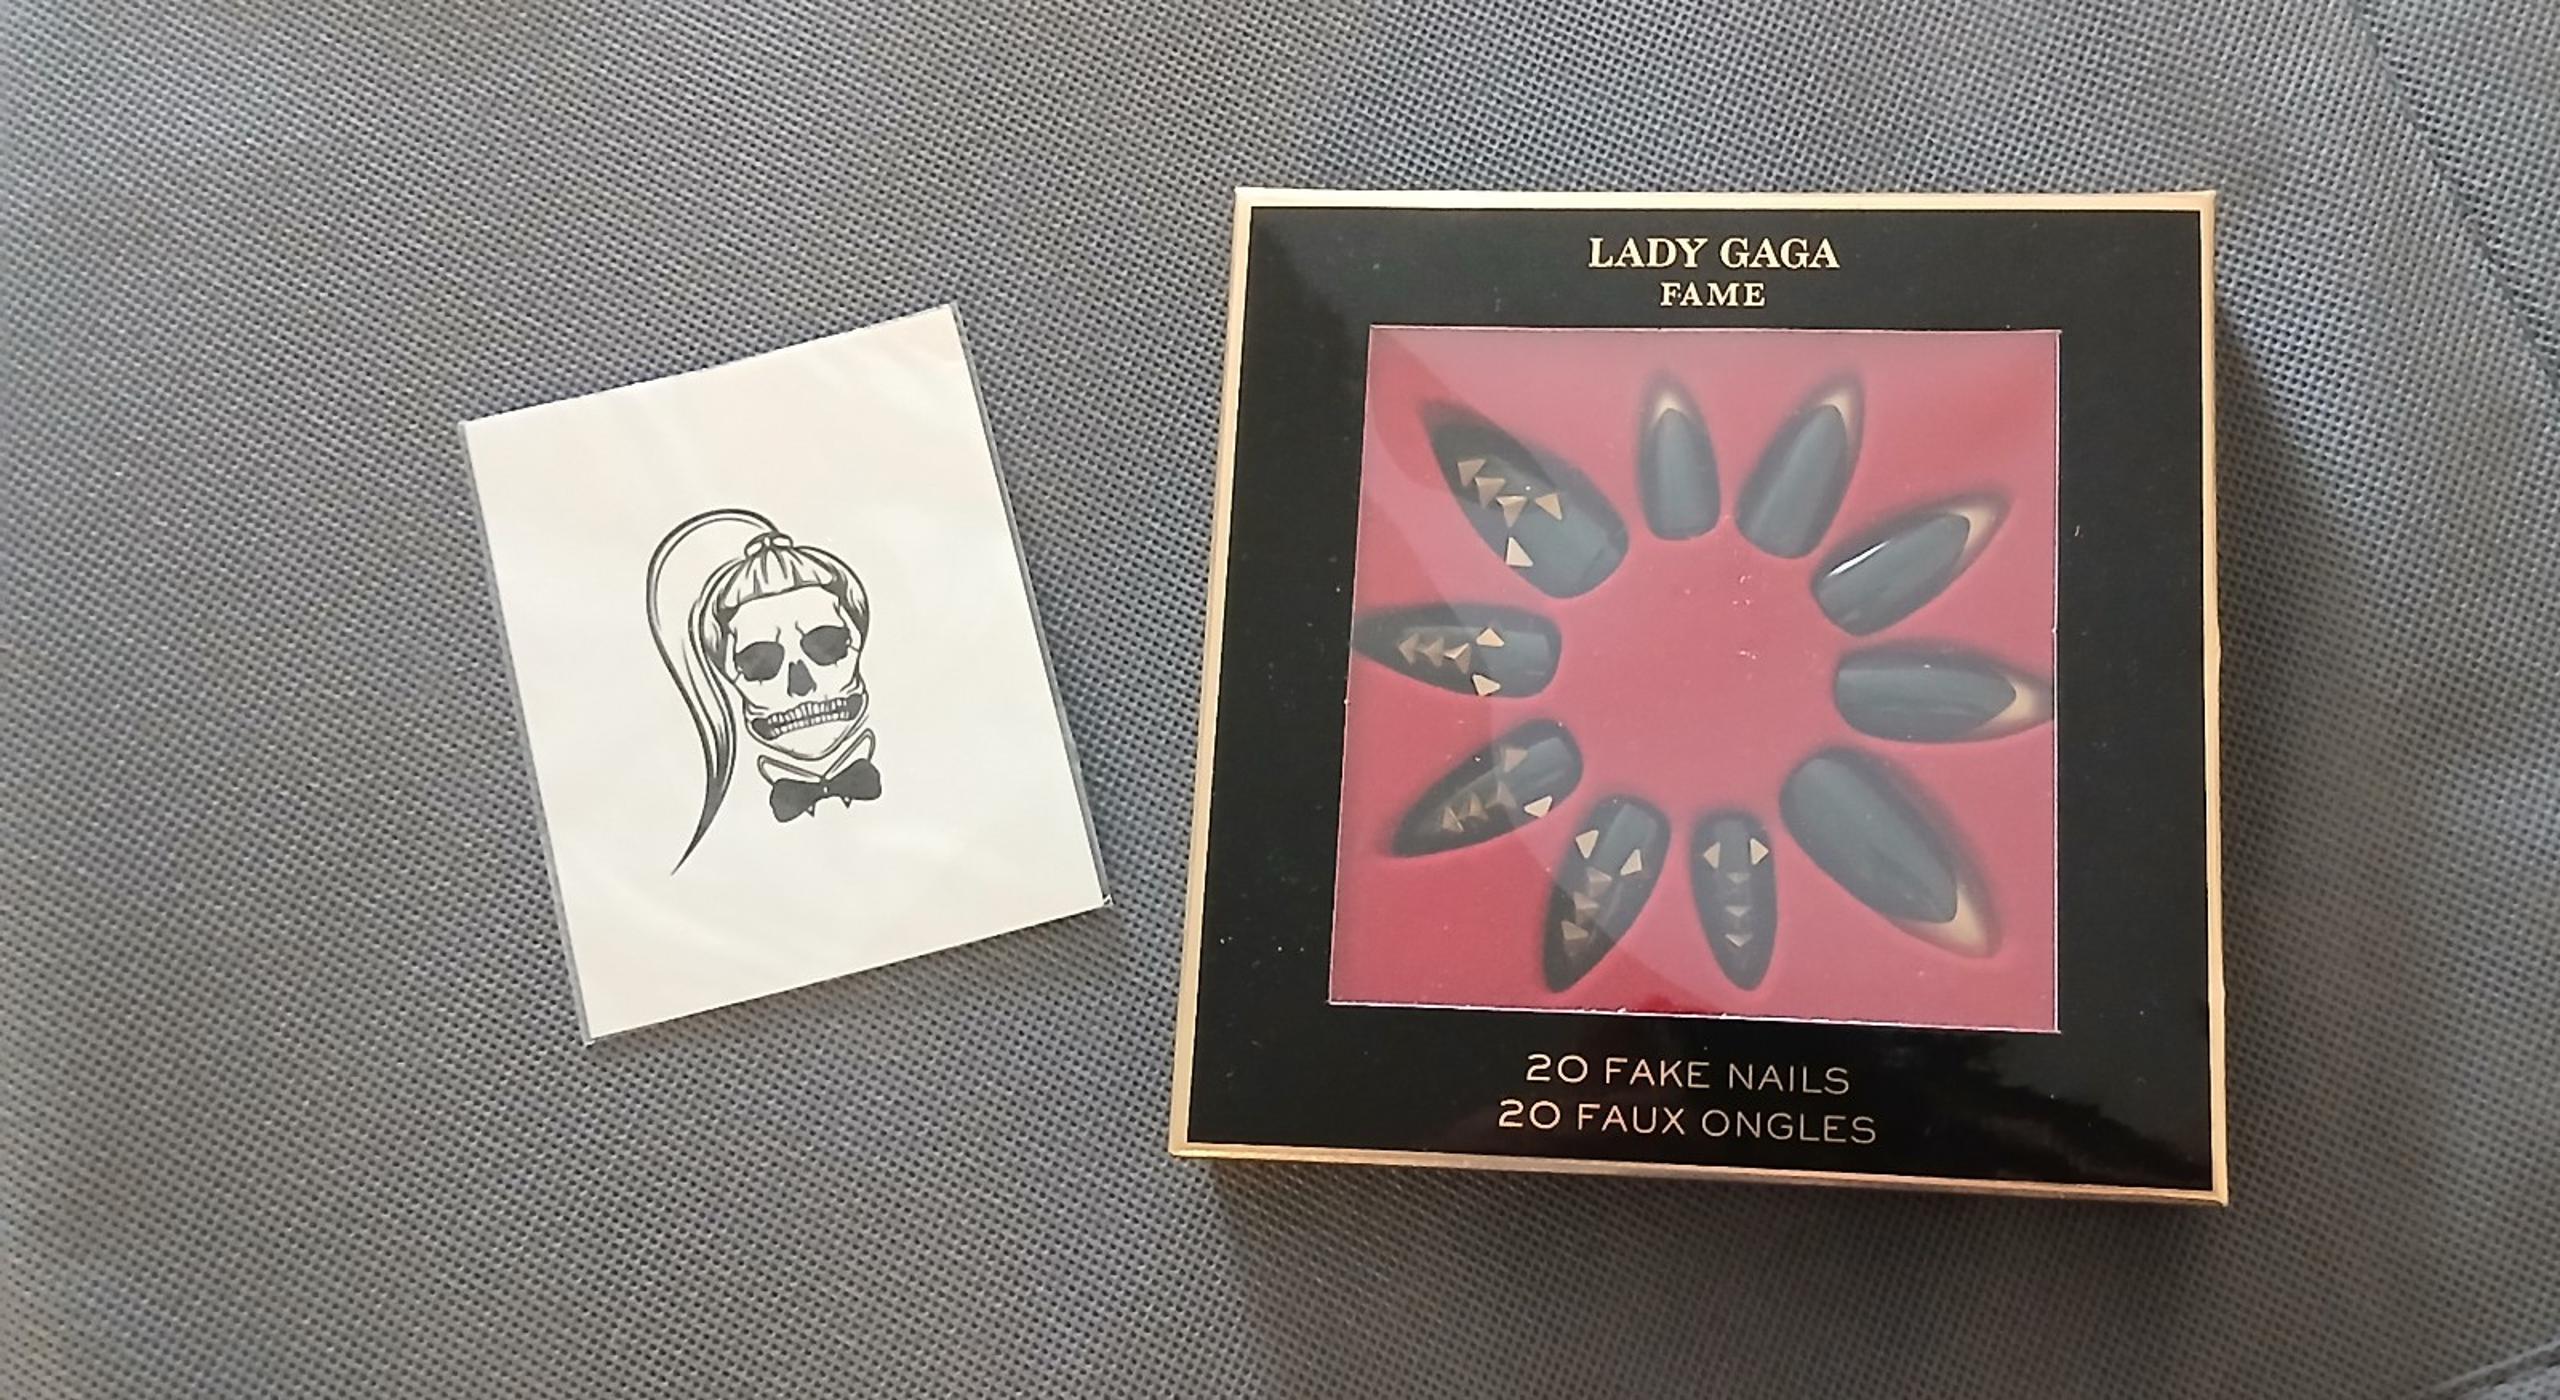 LADY GAGA
FAME
20 FAKE NAILS
20 FAUX ONGLES